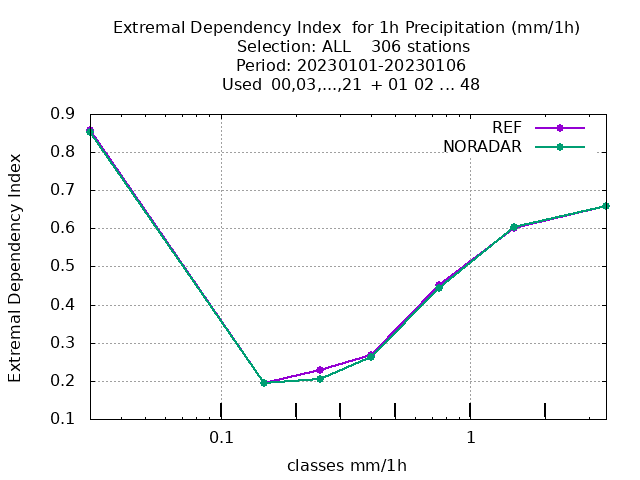 Extremal Dependency Index  for 1h Precipitation (mm/1h)
Selection: ALL    306 stations
Period: 20230101-20230106
Used  00,03,...,21  + 01 02 ... 48
REF
NORADAR
0.9
0.8
0.7
0.6
0.5
0.4
0.3
0.2
0.1
Extremal Dependency Index
0.1
1
classes mm/1h